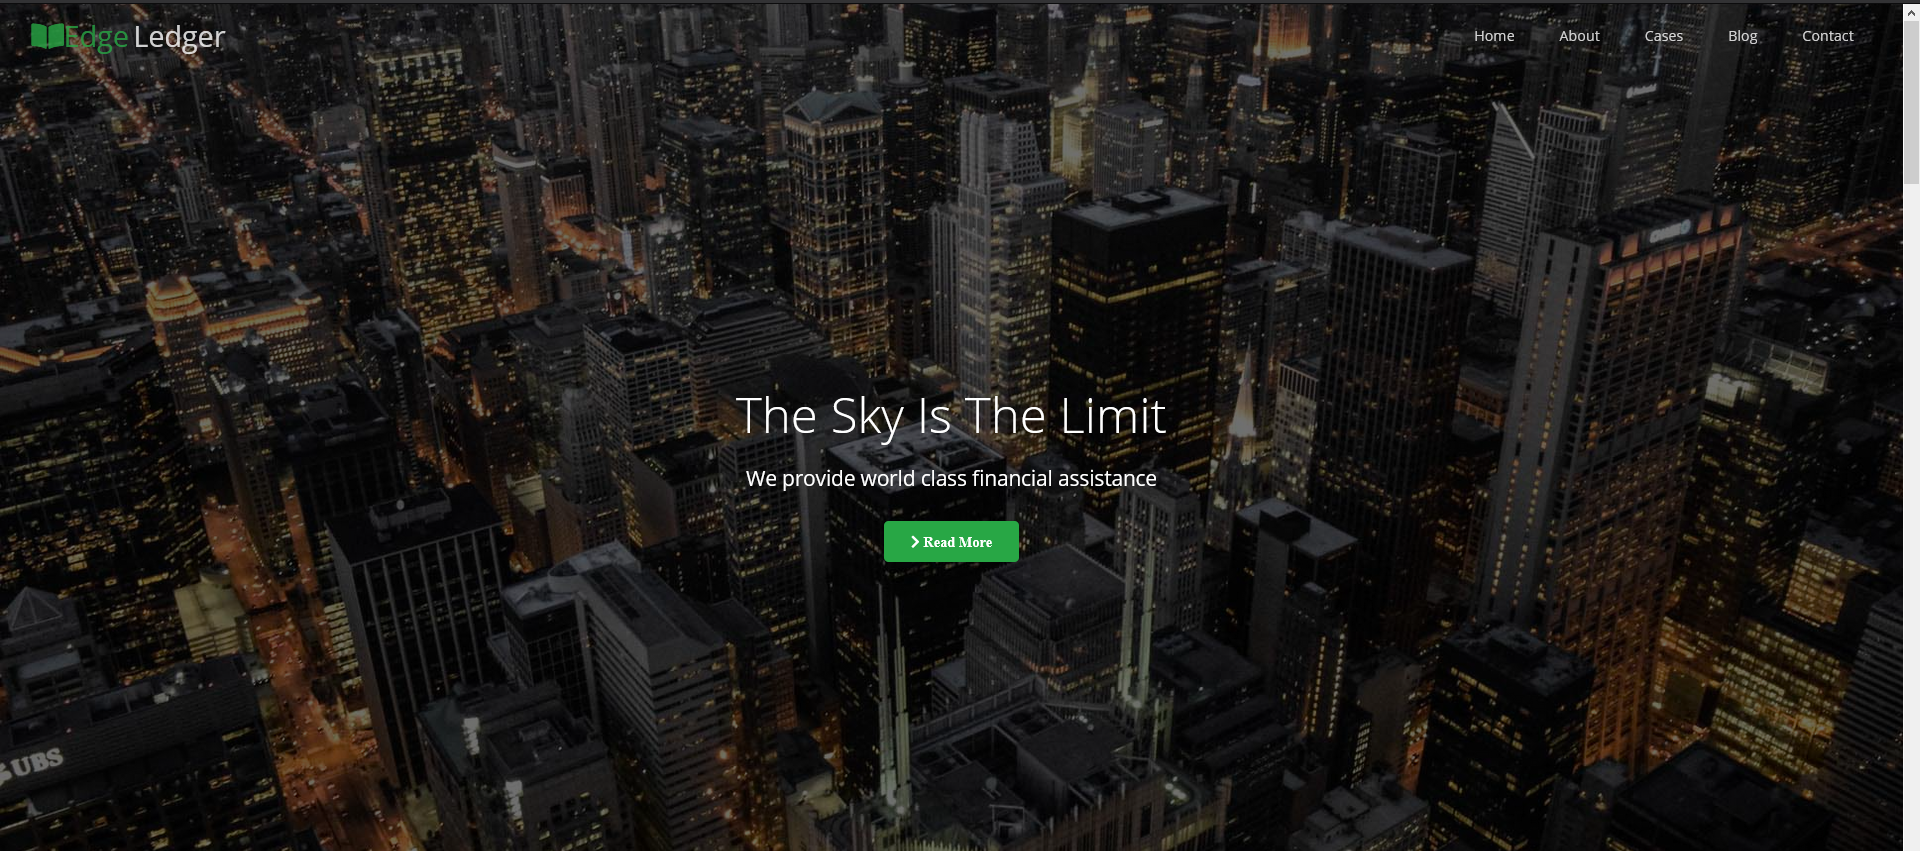 Edge Ledger
Home About Cases Blog Contact
The Sky Is The Limit
We provide world class financial assistance
Read More
UBS